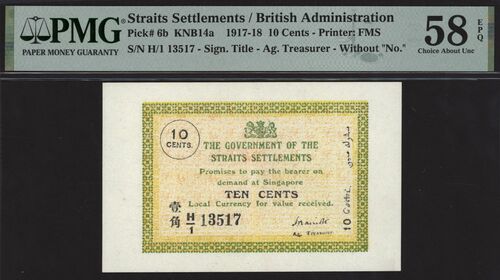 PMG
PAPER MONEY GUARANTY
Straits Settlements / British Administration
Pick# 6b KNB14a 1917-18 10 Cents - Printer: FMS
S/N H/1 13517 - Sign. Title - Ag. Treasurer - Without "No."
58 EPQ
Choice About Unc
10
CENTS.
THE GOVERNMENT OF THE
STRAITS SETTLEMENTS
Promises to pay the bearer on
demand at Singapore
TEN CENTS
Local Currency for value received.
壹角
H/1 13517
Ag. Treasurer
10